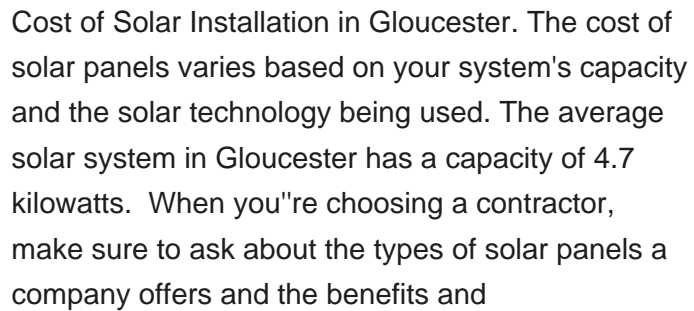 Cost of Solar Installation in Gloucester. The cost of
solar panels varies based on your system's capacity
and the solar technology being used. The average
solar system in Gloucester has a capacity of 4.7
kilowatts.  When you"re choosing a contractor,
make sure to ask about the types of solar panels a
company offers and the benefits and